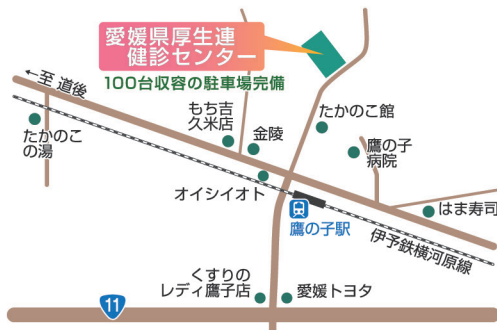 愛媛県厚生連
健診センター
100台収容の駐車場完備
←至 道後
たかのこ
の湯
もち吉
久米店
金陵
たかのこ館
鷹の子
病院
オイシイオト
はま寿司
鷹の子駅
伊予鉄横河原線
くすりの
レディ鷹子店
愛媛トヨタ
11